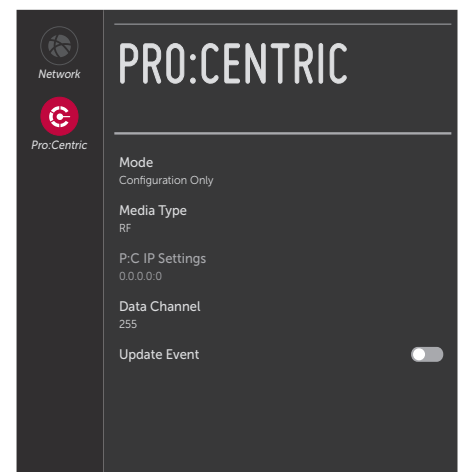 Network
Pro:Centric
PRO:CENTRIC
Mode
Configuration Only
Media Type
RF
P:C IP Settings
0.0.0.0:0
Data Channel
255
Update Event